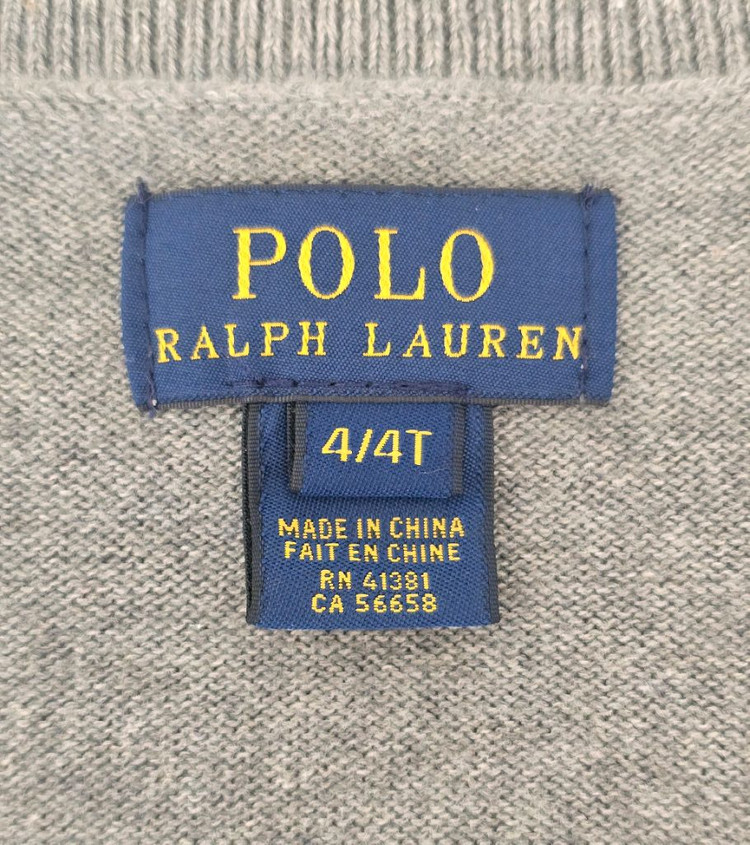 POLO
RALPH LAUREN
4/4T
MADE IN CHINA
FAIT EN CHINE
RN 41381
CA 56658